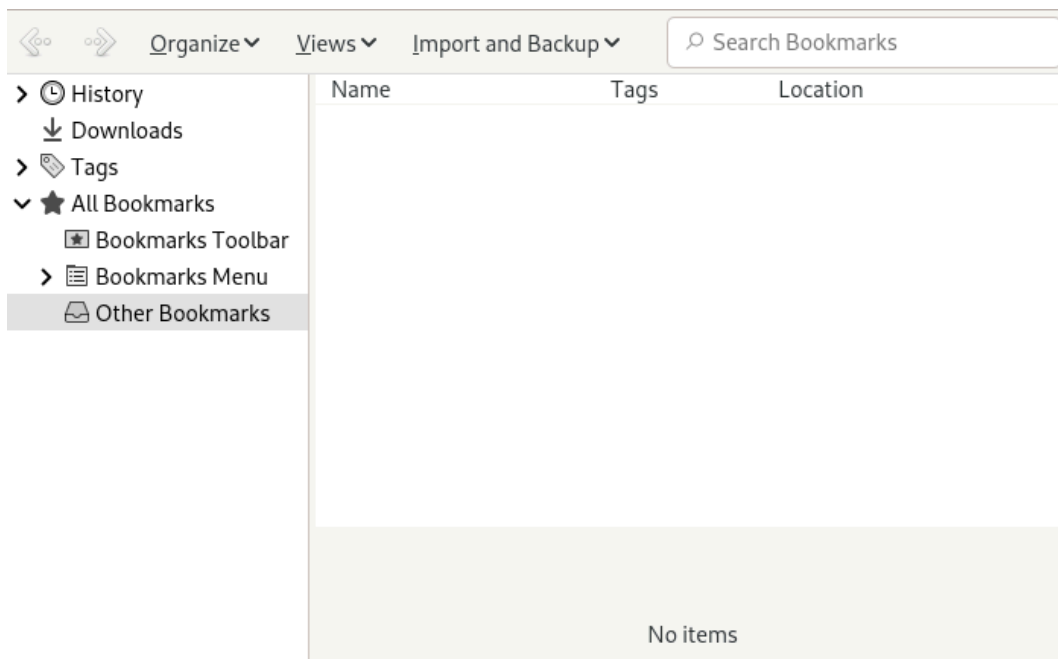 Organize Views Import and Backup Search Bookmarks
History
Downloads
Tags
All Bookmarks
Bookmarks Toolbar
Bookmarks Menu
Other Bookmarks
Name Tags Location
No items